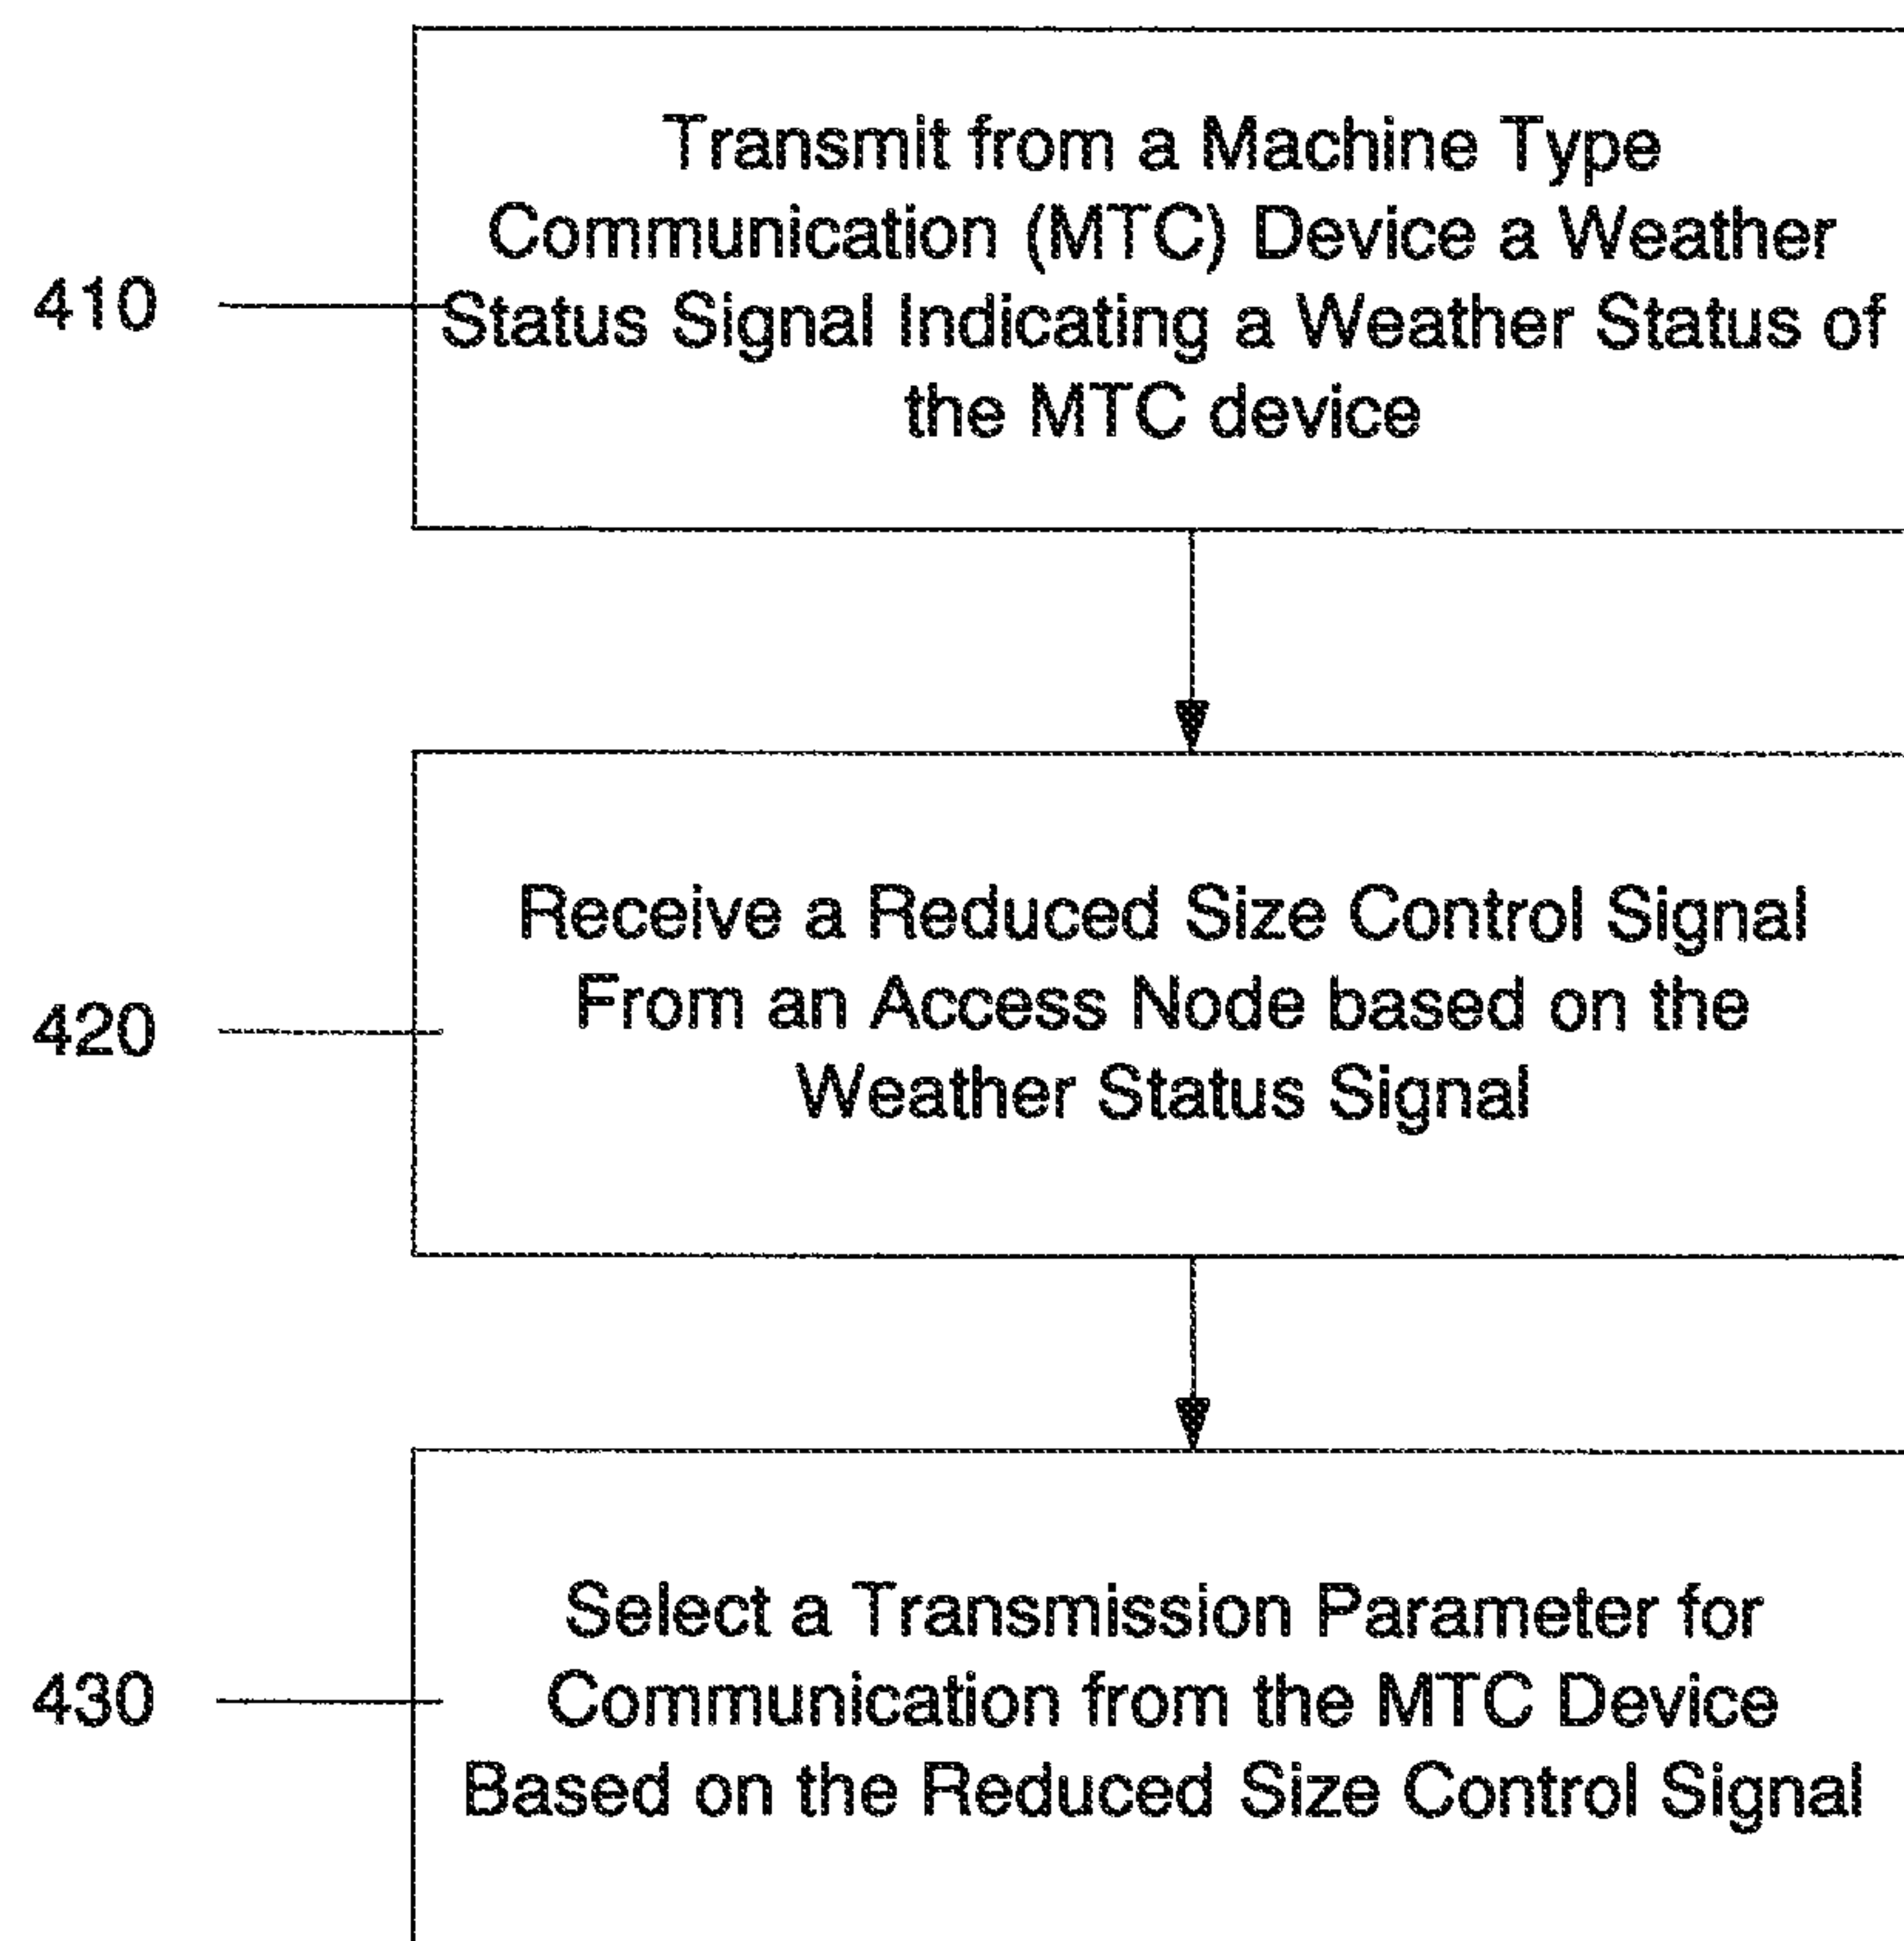 Transmit from a Machine Type
Communication (MTC) Device a Weather
410
Status Signal Indicating a Weather Status of
the MTC device
Receive a Reduced Size Control Signal
From an Access Node based on the
420
Weather Status Signal
Select a Transmission Parameter for
430
Communication from the MTC Device
Based on the Reduced Size Control Signal